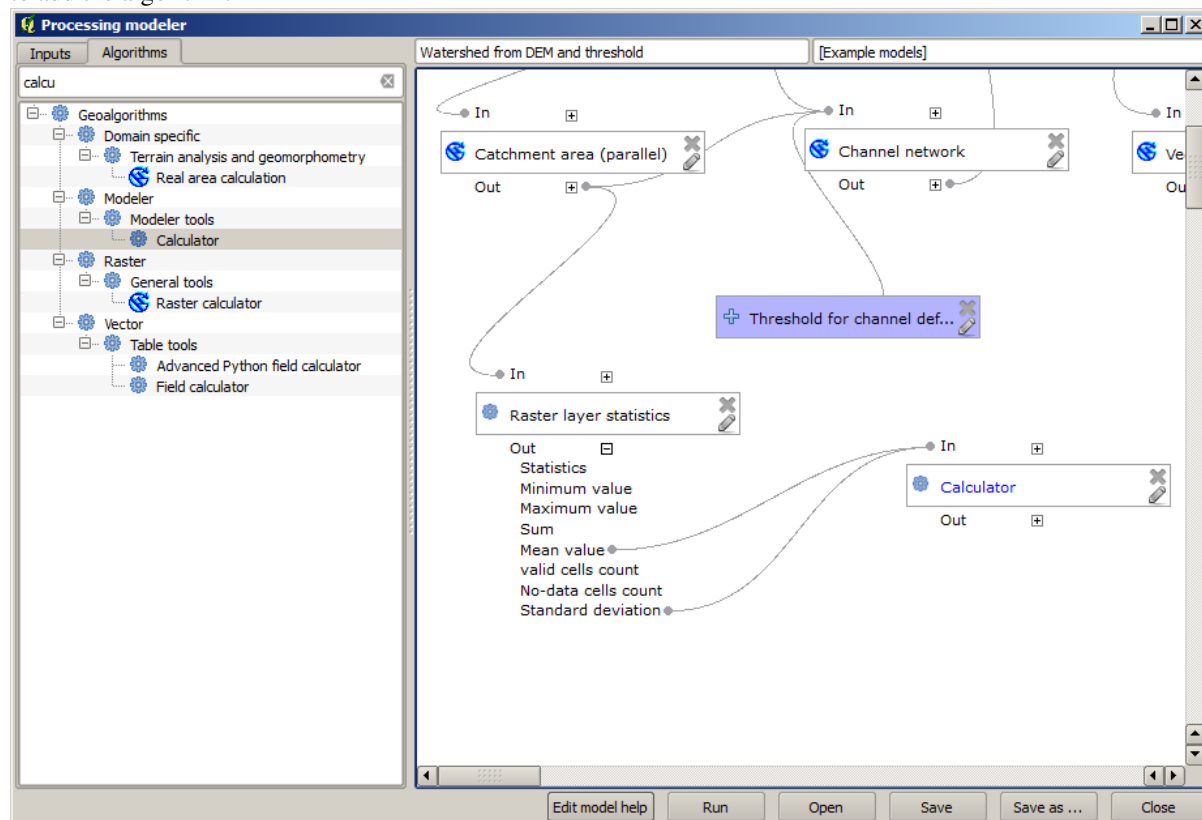 Processing modeler
Inputs Algorithms
calcu
Geoalgorithms
Domain specific
Terrain analysis and geomorphometry
Real area calculation
Modeler
Modeler tools
Calculator
Raster
General tools
Raster calculator
Vector
Table tools
Advanced Python field calculator
Field calculator
Watershed from DEM and threshold [Example models]
In
Catchment area (parallel)
Out
In
Channel network
Out
In
Ve
Ou
Threshold for channel def...
In
Raster layer statistics
Out
Statistics
Minimum value
Maximum value
Sum
Mean value
valid cells count
No-data cells count
Standard deviation
In
Calculator
Out
Edit model help Run Open Save Save as ... Close